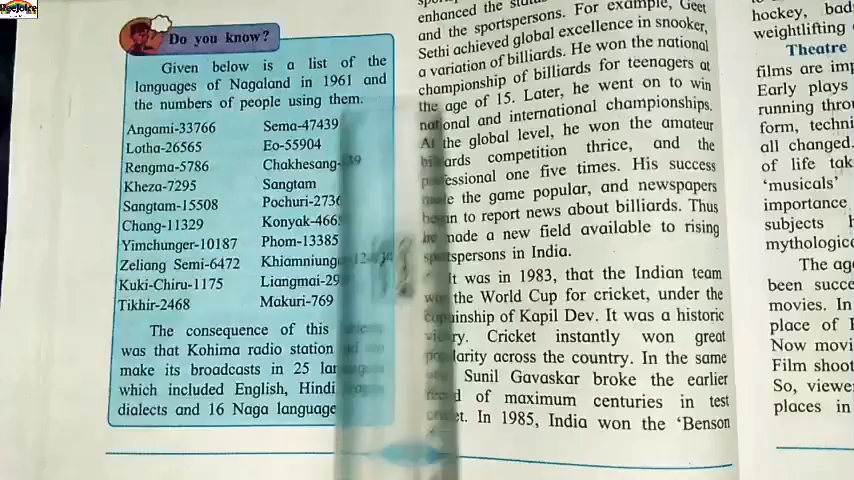 Reejoice
Do you know?
Given below is a list of the
languages of Nagaland in 1961 and
the numbers of people using them.
Angami-33766 Sema-47439
Lotha-26565 Eo-55904
Rengma-5786 Chakhesang-
Kheza-7295 Sangtam
Sangtam-15508 Pochuri-2736
Chang-11329 Konyak-466
Yimchunger-10187 Phom-13385
Zeliang Semi-6472 Khiamniung
Kuki-Chiru-1175 Liangmai-29
Tikhir-2468 Makuri-769
The consequence of this
was that Kohima radio station
make its broadcasts in 25
which included English, Hindi,
dialects and 16 Naga language
enhanced the
and the sportspersons. For example, Geet
Sethi achieved global excellence in snooker,
a variation of billiards. He won the national
championship of billiards for teenagers at
the age of 15. Later, he went on to win
national and international championships.
At the global level, he won the amateur
billiards competition thrice, and the
professional one five times. His success
made the game popular, and newspapers
began to report news about billiards. Thus
he made a new field available to rising
sportspersons in India.
It was in 1983, that the Indian team
won the World Cup for cricket, under the
captainship of Kapil Dev. It was a historic
victory. Cricket instantly won great
popularity across the country. In the same
Sunil Gavaskar broke the earlier
record of maximum centuries in test
cricket. In 1985, India won the ‘Benson
hockey, bad
weightlifting
Theatre
films are imp
Early plays
running thro
form, techni
all changed.
of life tak
‘musicals’
importance
subjects
mythologic
The age
been succe
movies. In
place of
Now movi
Film shoot
So, viewe
places in